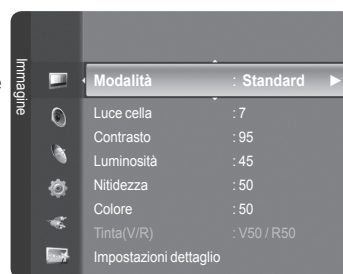 Immagine
Modalità : Standard
Luce cella : 7
Contrasto : 95
Luminosità : 45
Nitidezza : 50
Colore : 50
Tinta(V/R) : V50 / R50
Impostazioni dettaglio